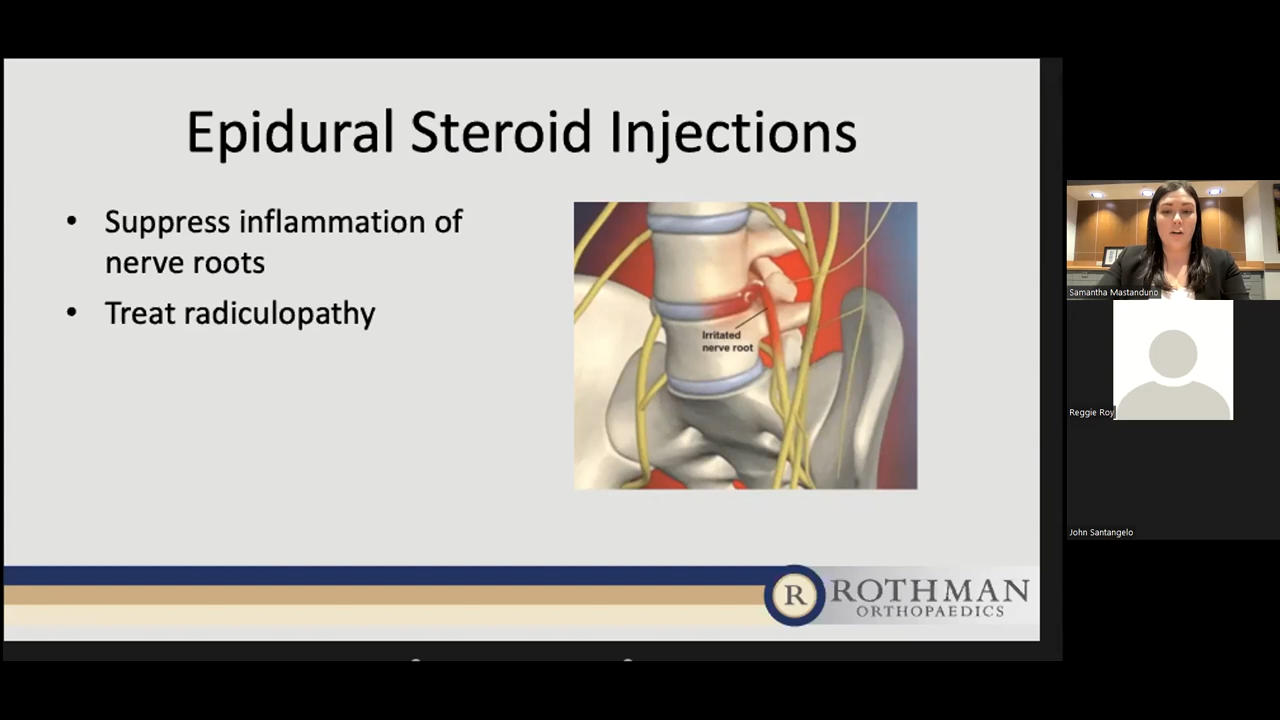 Epidural Steroid Injections
• Suppress inflammation of
nerve roots
• Treat radiculopathy
Irritated
nerve root
R ROTHMAN
ORTHOPAEDICS
Samantha Mastanduno
Reggie Roy
John Santangelo